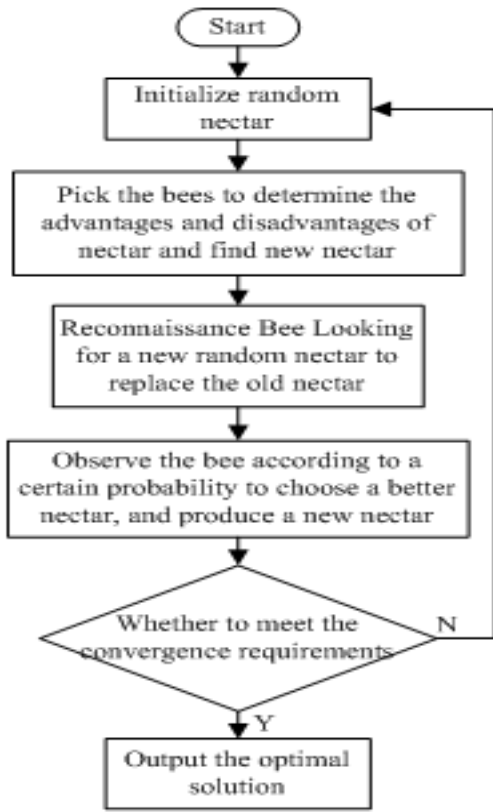 Start
Initialize random
nectar
Pick the bees to determine the
advantages and disadvantages of
nectar and find new nectar
Reconnaissance Bee Looking
for a new random nectar to
replace the old nectar
Observe the bee according to a
certain probability to choose a better
nectar, and produce a new nectar
Whether to meet the
convergence requirements
N
Y
Output the optimal
solution